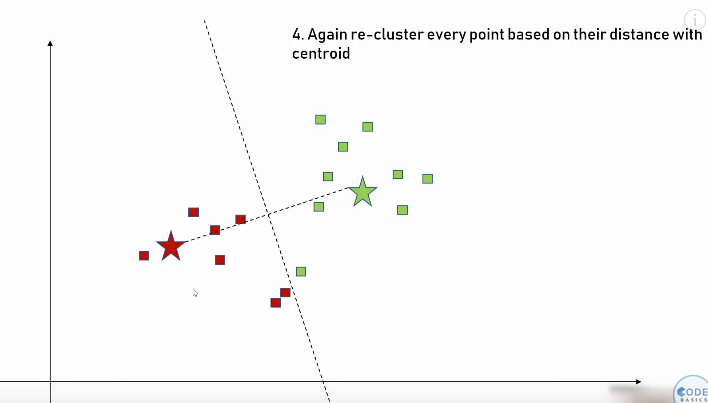 4. Again re-cluster every point based on their distance with
centroid
i
CODE
BASICS